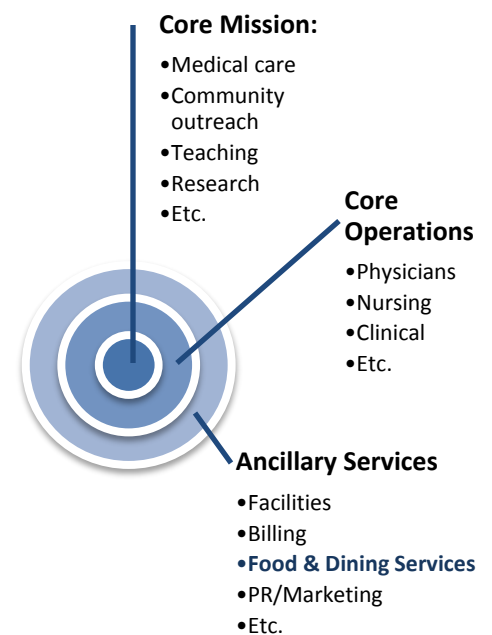 Core Mission:
•Medical care
•Community
outreach
•Teaching
•Research
•Etc.
Core
Operations
•Physicians
•Nursing
•Clinical
•Etc.
Ancillary Services
•Facilities
•Billing
•Food & Dining Services
•PR/Marketing
•Etc.